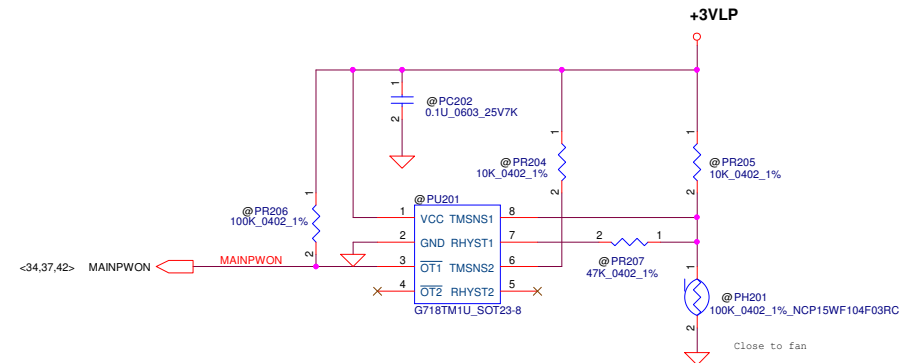 +3VLP
1
@PC202
0.1U_0603_25V7K
2
1
@PR204
10K_0402_1%
2
1
@PR205
10K_0402_1%
2
1
@PR206
100K_0402_1%
2
@PU201
1 VCC TMSNS1 8
2 GND RHYST1 7
3 OT1 TMSNS2 6
4 OT2 RHYST2 5
G718TM1U_SOT23-8
2 1
@PR207
47K_0402_1%
<34,37,42> MAINPWON
MAINPWON
1
@PH201
100K_0402_1%_NCP15WF104F03RC
2
Close to fan